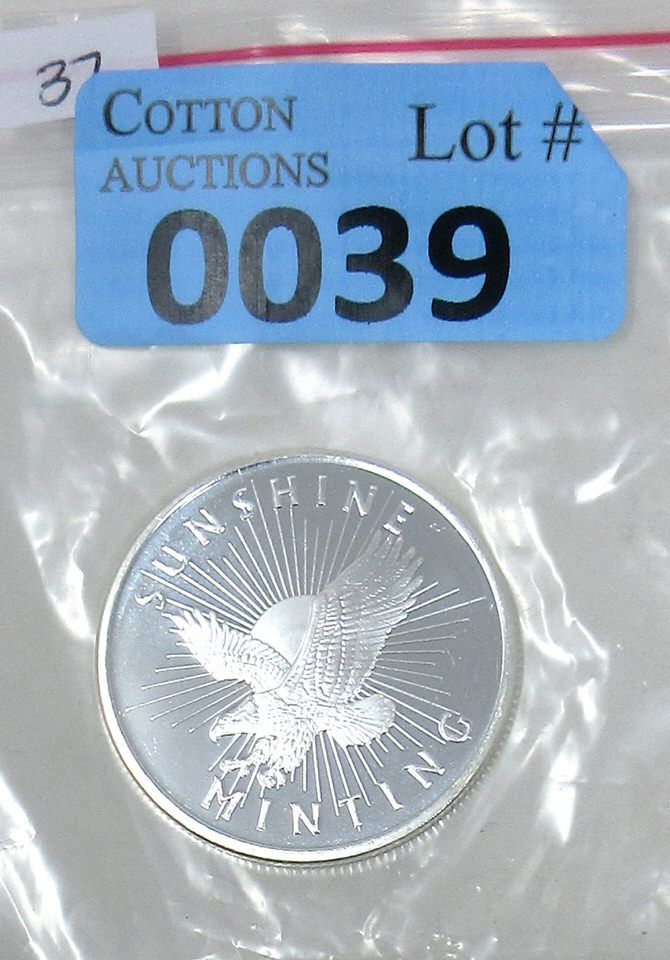 37
COTTON
AUCTIONS
Lot #
0039
SUNSHINE
MINTING